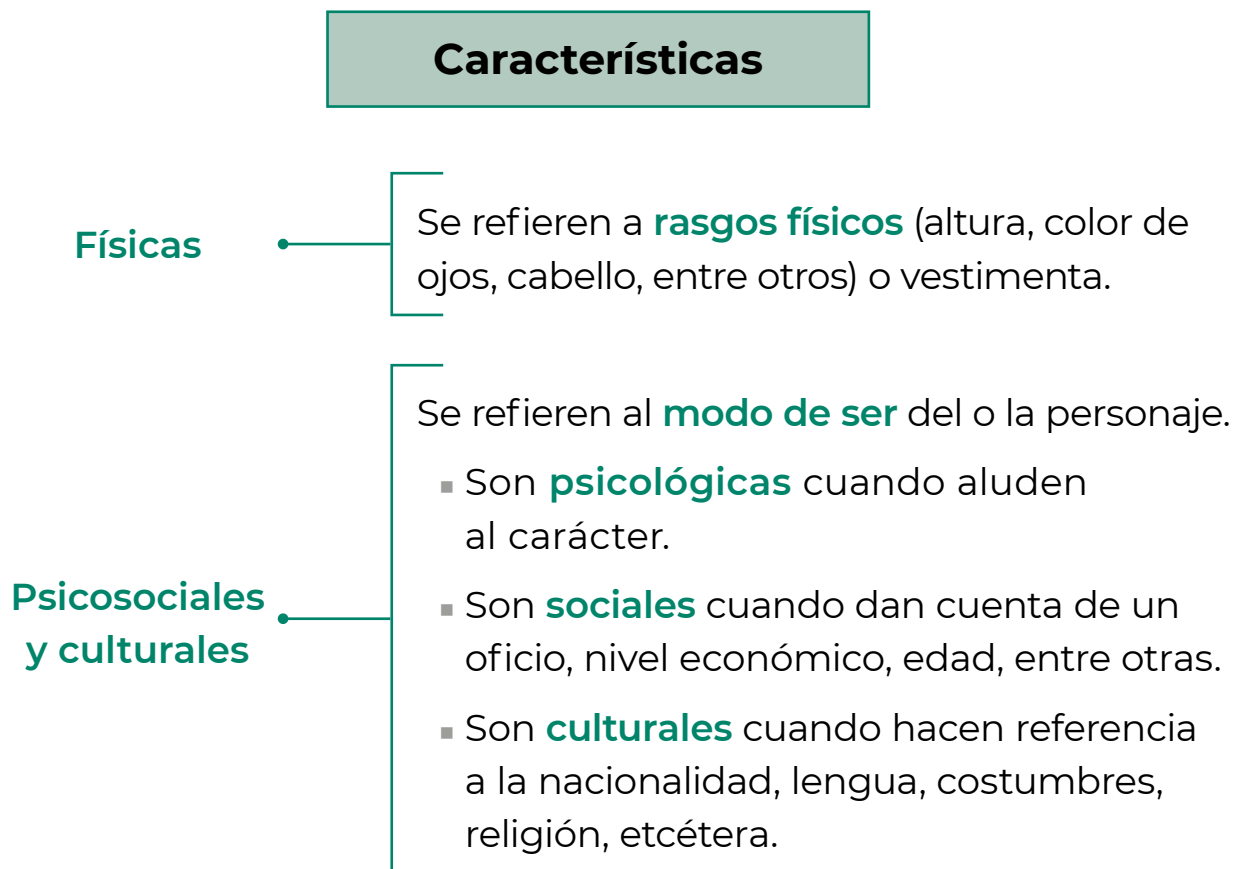 Características
Físicas
Se refieren a rasgos físicos (altura, color de
ojos, cabello, entre otros) o vestimenta.
Psicosociales
y culturales
Se refieren al modo de ser del o la personaje.
Son psicológicas cuando aluden
al carácter.
Son sociales cuando dan cuenta de un
oficio, nivel económico, edad, entre otras.
Son culturales cuando hacen referencia
a la nacionalidad, lengua, costumbres,
religión, etcétera.